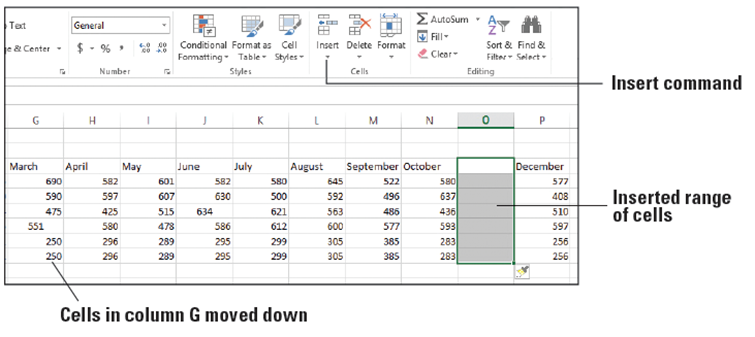 Text General AutoSum
Fill
e & Center $ % , .0 .00 Conditional Format as Cell Insert Delete Format Clear Sort & Find &
Formatting Table Styles Filter Select
Number Styles Cells Editing
Insert command
G H I J K L M N O P
March April May June July August September October December
690 582 601 582 580 645 522 580 577
590 597 607 630 500 592 496 637 408
475 425 515 634 621 563 486 436 510
551 580 478 586 612 600 577 593 597
250 296 289 295 299 305 385 283 256
250 296 289 295 299 305 385 283 256
Inserted range
of cells
Cells in column G moved down